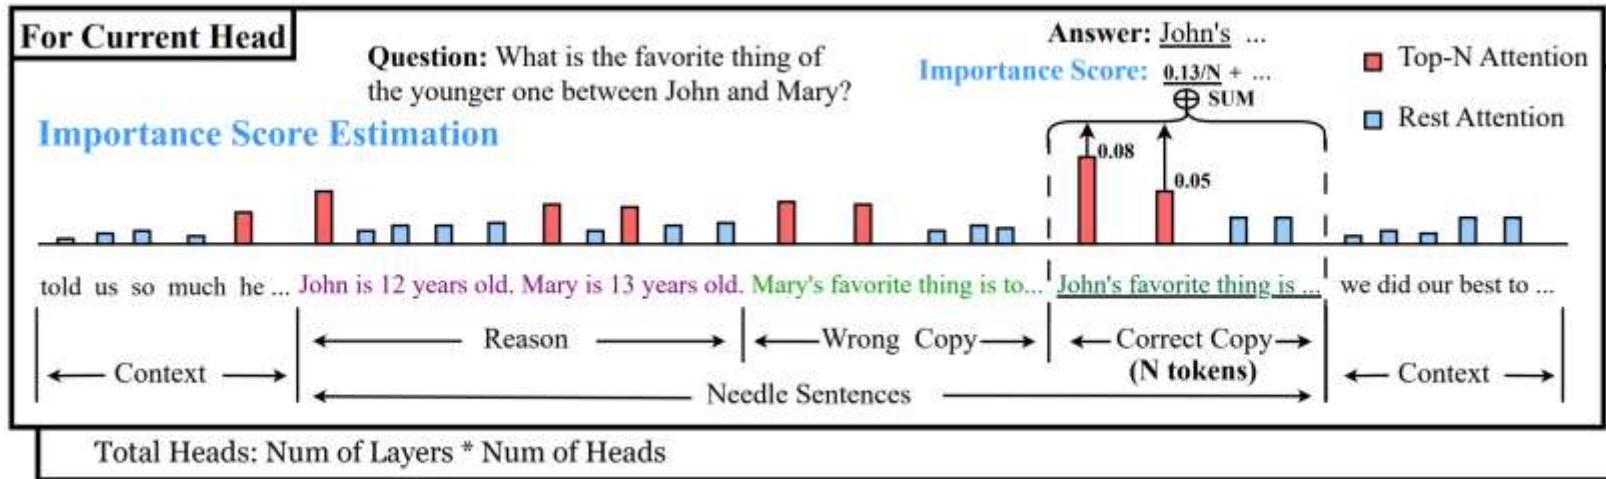 For Current Head
Question: What is the favorite thing of
the younger one between John and Mary?
Answer: John's ...
Importance Score: 0.13/N + ...
SUM
Top-N Attention
Rest Attention
Importance Score Estimation
0.08
0.05
told us so much he ... John is 12 years old. Mary is 13 years old. Mary's favorite thing is to... John's favorite thing is ... we did our best to ...
Reason
Wrong Copy
Correct Copy
(N tokens)
Context
Context
Needle Sentences
Total Heads: Num of Layers * Num of Heads